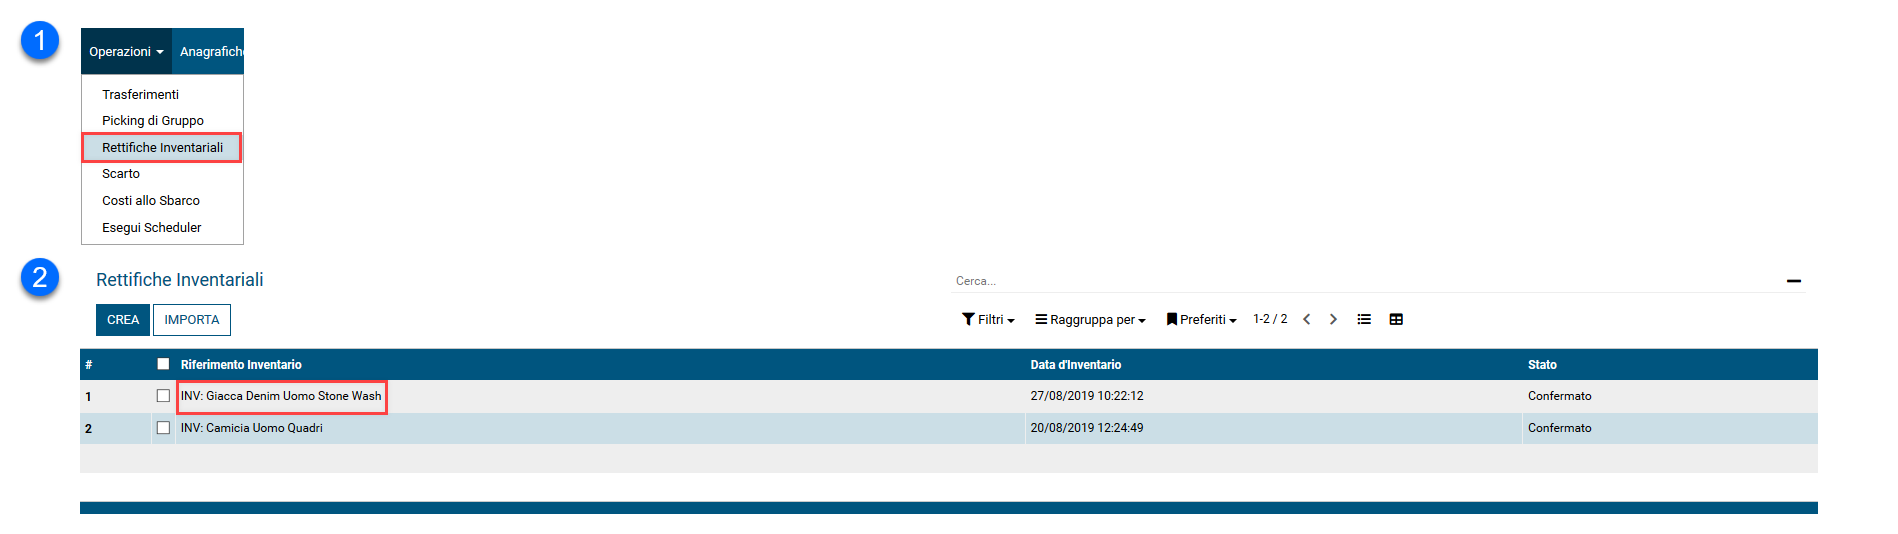 1
Operazioni Anagrafich
Trasferimenti
Picking di Gruppo
Rettifiche Inventariali
Scarto
Costi allo Sbarco
Esegui Scheduler
2
Rettifiche Inventariali
Cerca...
CREA IMPORTA
Filtri Raggruppa per Preferiti 1-2 / 2
# Riferimento Inventario Data d'Inventario Stato
1 INV: Giacca Denim Uomo Stone Wash 27/08/2019 10:22:12 Confermato
2 INV: Camicia Uomo Quadri 20/08/2019 12:24:49 Confermato